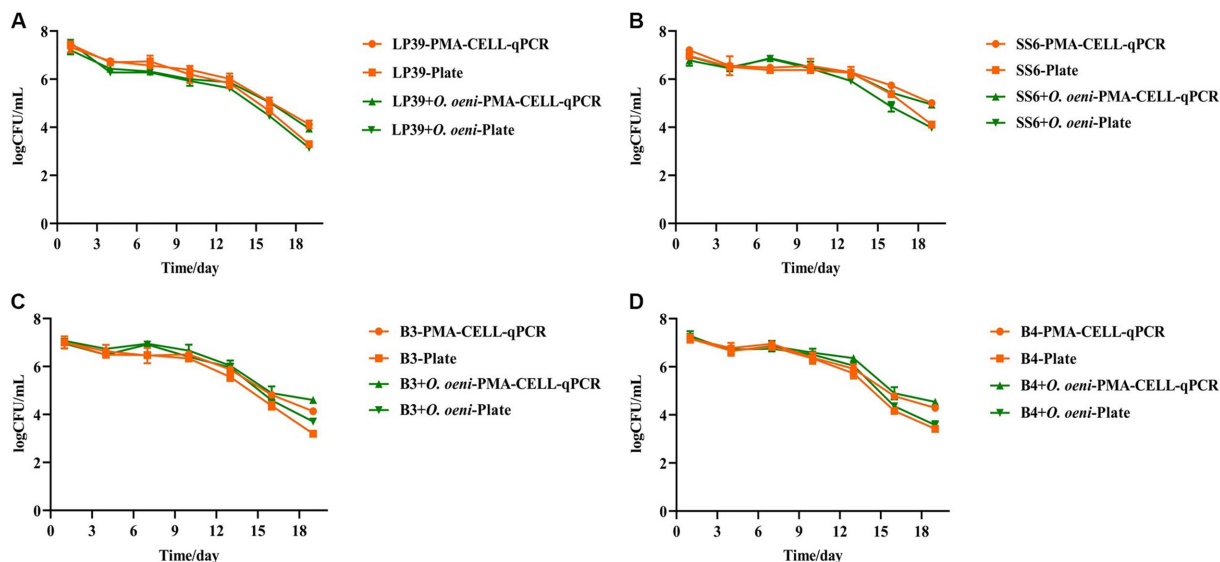 A
8
6
4
2
0
logCFU/mL
0 3 6 9 12 15 18
Time/day
LP39-PMA-CELL-qPCR
LP39-Plate
LP39+O. oeni-PMA-CELL-qPCR
LP39+O. oeni-Plate
B
8
6
4
2
0
logCFU/mL
0 3 6 9 12 15 18
Time/day
SS6-PMA-CELL-qPCR
SS6-Plate
SS6+O. oeni-PMA-CELL-qPCR
SS6+O. oeni-Plate
C
8
6
4
2
0
logCFU/mL
0 3 6 9 12 15 18
Time/day
B3-PMA-CELL-qPCR
B3-Plate
B3+O. oeni-PMA-CELL-qPCR
B3+O. oeni-Plate
D
8
6
4
2
0
logCFU/mL
0 3 6 9 12 15 18
Time/day
B4-PMA-CELL-qPCR
B4-Plate
B4+O. oeni-PMA-CELL-qPCR
B4+O. oeni-Plate